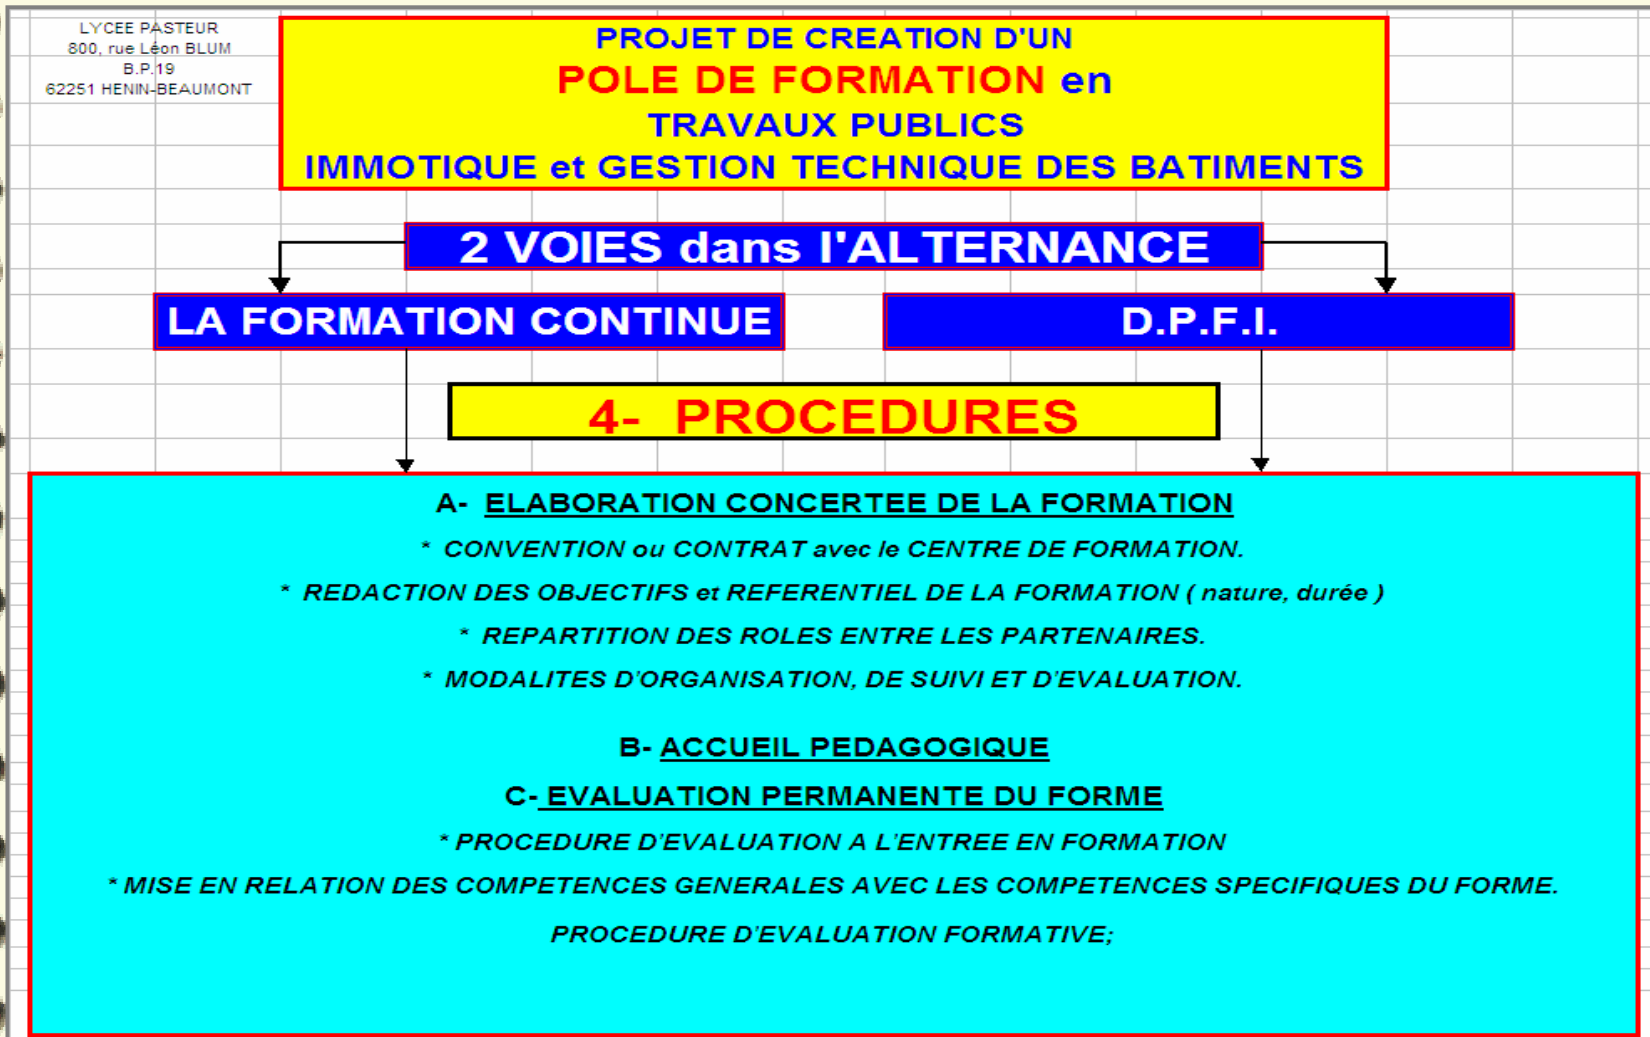 LYCEE PASTEUR
800, rue Léon BLUM
B.P.19
62251 HENIN-BEAUMONT
PROJET DE CREATION D'UN
POLE DE FORMATION en
TRAVAUX PUBLICS
IMMOTIQUE et GESTION TECHNIQUE DES BATIMENTS
2 VOIES dans l'ALTERNANCE
LA FORMATION CONTINUE
D.P.F.I.
4- PROCEDURES
A- ELABORATION CONCERTEE DE LA FORMATION
* CONVENTION ou CONTRAT avec le CENTRE DE FORMATION.
* REDACTION DES OBJECTIFS et REFERENTIEL DE LA FORMATION ( nature, durée )
* REPARTITION DES ROLES ENTRE LES PARTENAIRES.
* MODALITES D'ORGANISATION, DE SUIVI ET D'EVALUATION.
B- ACCUEIL PEDAGOGIQUE
C- EVALUATION PERMANENTE DU FORME
* PROCEDURE D'EVALUATION A L'ENTREE EN FORMATION
* MISE EN RELATION DES COMPETENCES GENERALES AVEC LES COMPETENCES SPECIFIQUES DU FORME.
PROCEDURE D'EVALUATION FORMATIVE;